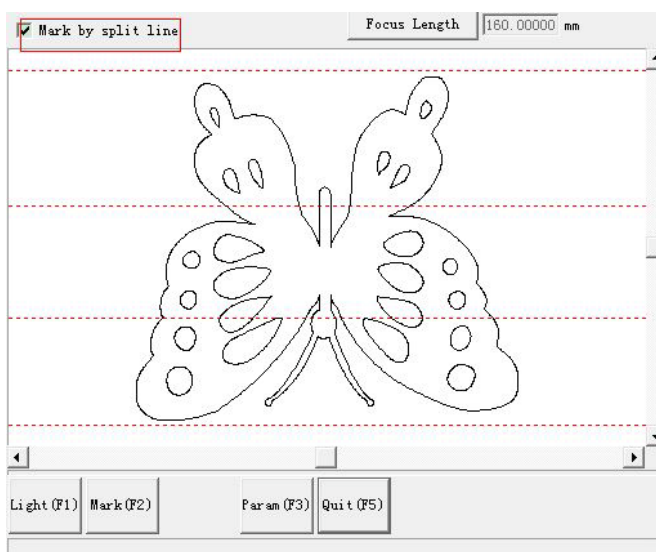 Mark by split line
Focus Length 160.00000 mm
Light(F1) Mark(F2) Param(F3) Quit(F5)